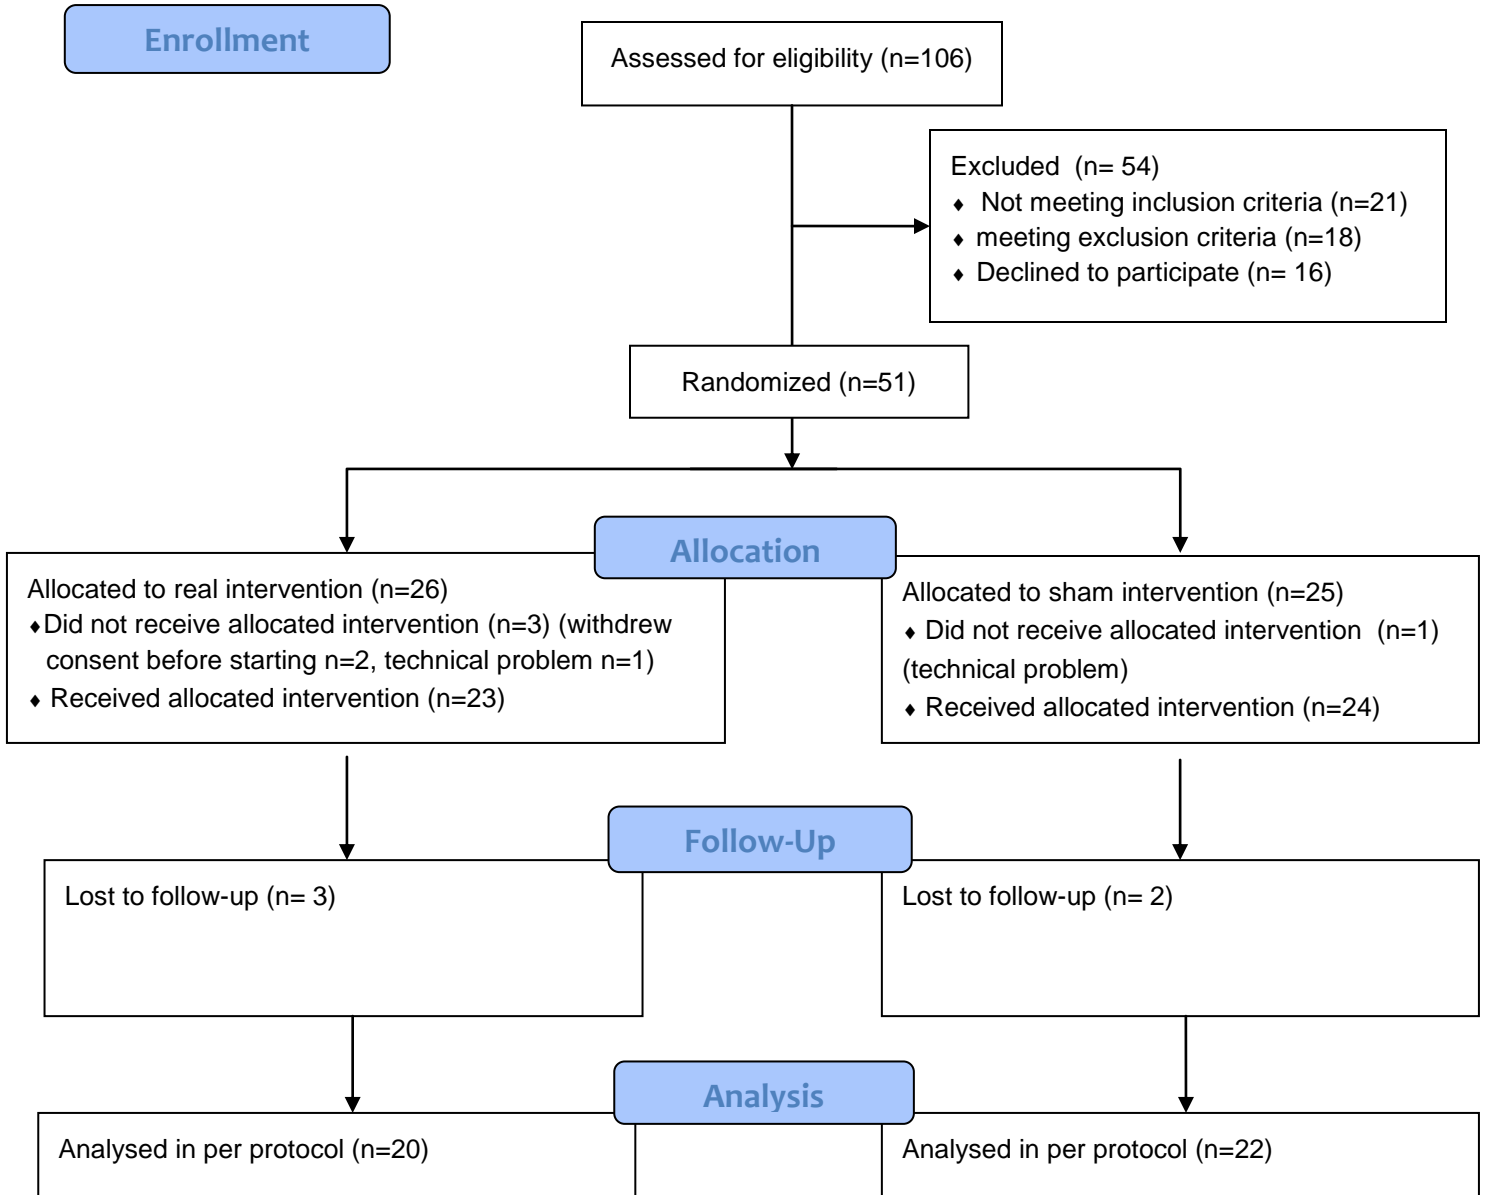 Enrollment
Assessed for eligibility (n=106)
Excluded (n= 54)
♦ Not meeting inclusion criteria (n=21)
♦ meeting exclusion criteria (n=18)
♦ Declined to participate (n= 16)
Randomized (n=51)
Allocation
Allocated to real intervention (n=26)
♦Did not receive allocated intervention (n=3) (withdrew
consent before starting n=2, technical problem n=1)
♦ Received allocated intervention (n=23)
Allocated to sham intervention (n=25)
♦ Did not receive allocated intervention (n=1)
(technical problem)
♦ Received allocated intervention (n=24)
Follow-Up
Lost to follow-up (n= 3)
Lost to follow-up (n= 2)
Analysis
Analysed in per protocol (n=20)
Analysed in per protocol (n=22)